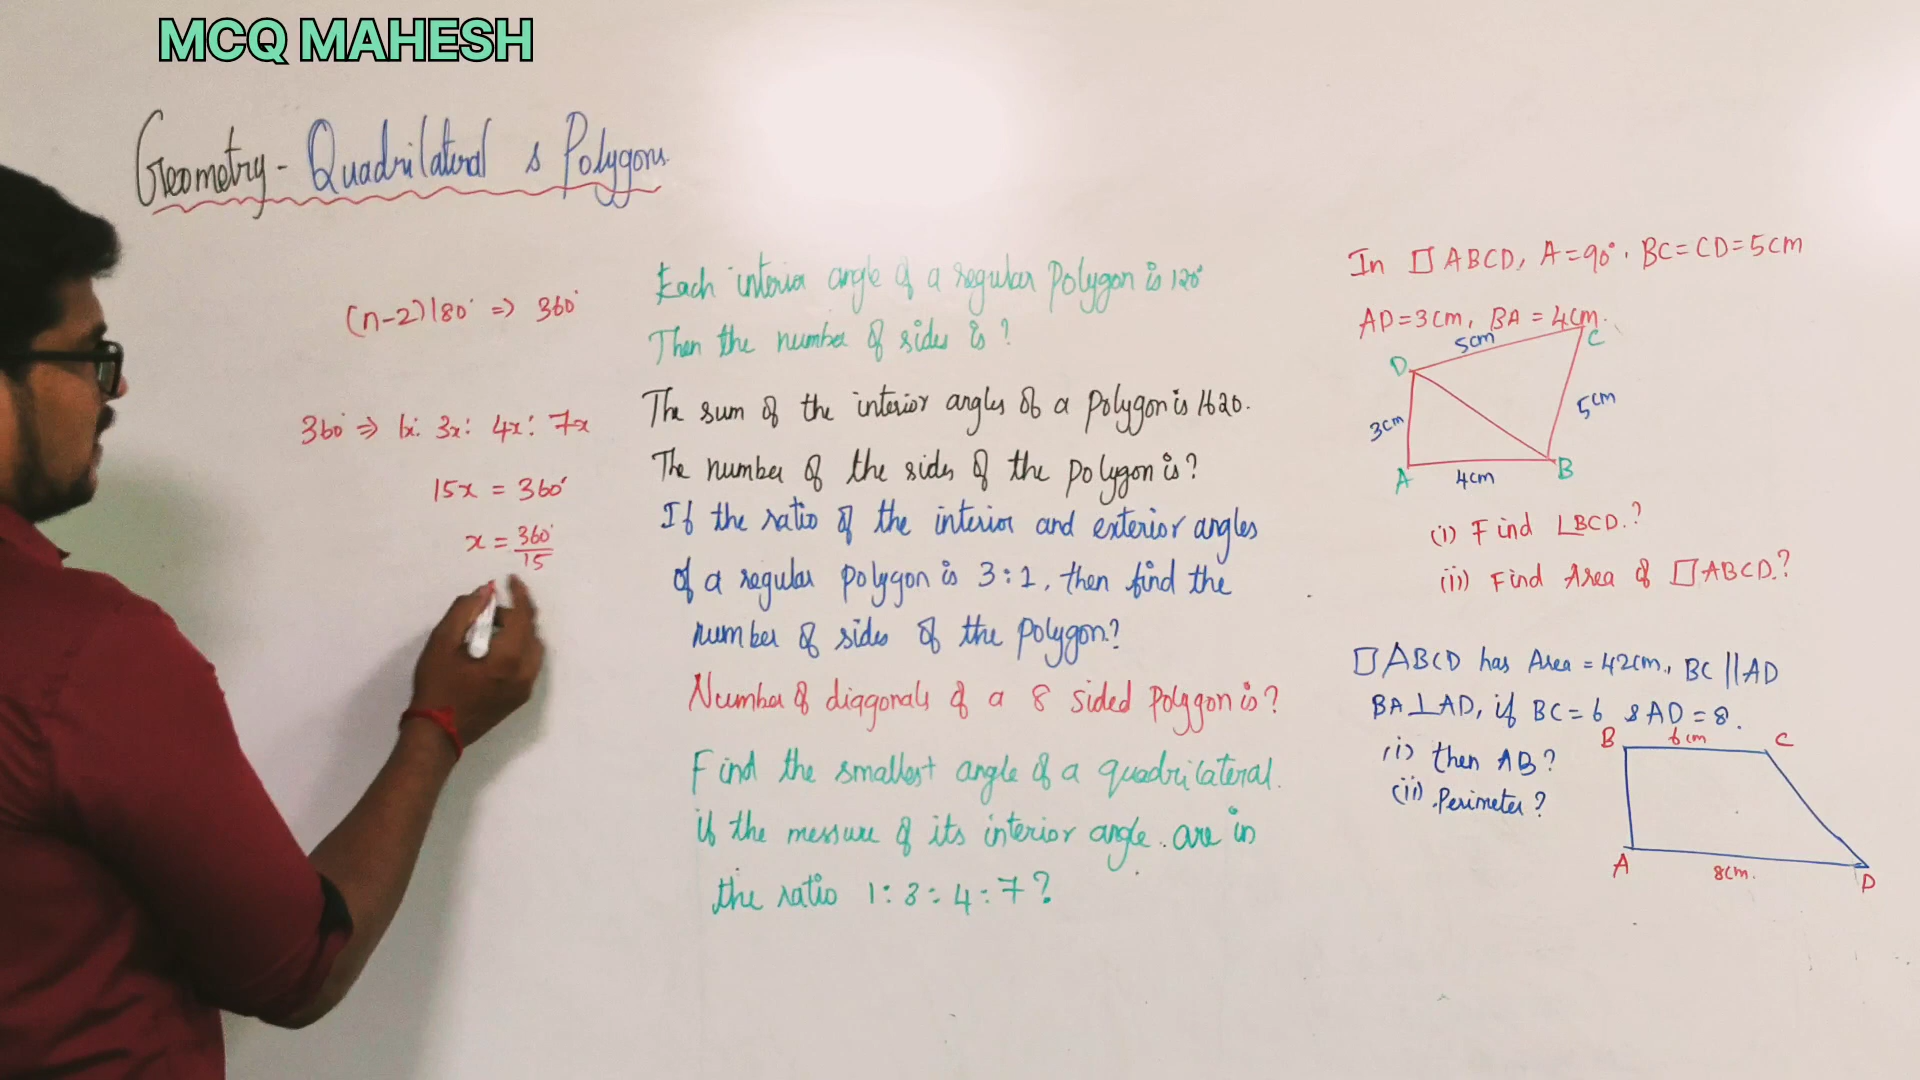 MCQ MAHESH
Geometry - Quadrilateral & Polygons.
(n-2)180° => 360°
360° => 1x: 3x: 4x: 7x
15x = 360°
x = 360°
15
Each interior angle of a regular Polygon is 120°
Then the number of sides is?
The sum of the interior angles of a Polygon is 1620.
The number of the sides of the polygon is?
If the ratio of the interior and exterior angles
of a regular polygon is 3:1, then find the
number of sides of the polygon?
Number of diagonals of a 8 sided Polygon is?
Find the smallest angle of a quadrilateral.
if the messure of its interior angle. are in
the ratio 1:3:4:7?
In □ABCD, A=90°. BC=CD=5cm
AD=3cm, BA=4cm.
5cm
C
D
3cm
5cm
A
4cm
B
(i) Find ∠BCD.?
(ii) Find Area of □ABCD.?
□ABCD has Area = 42cm., BC || AD
BA⊥AD, if BC=6 & AD=8.
(i) then AB?
(ii) Perimeter?
B
6cm
C
A
8cm.
D